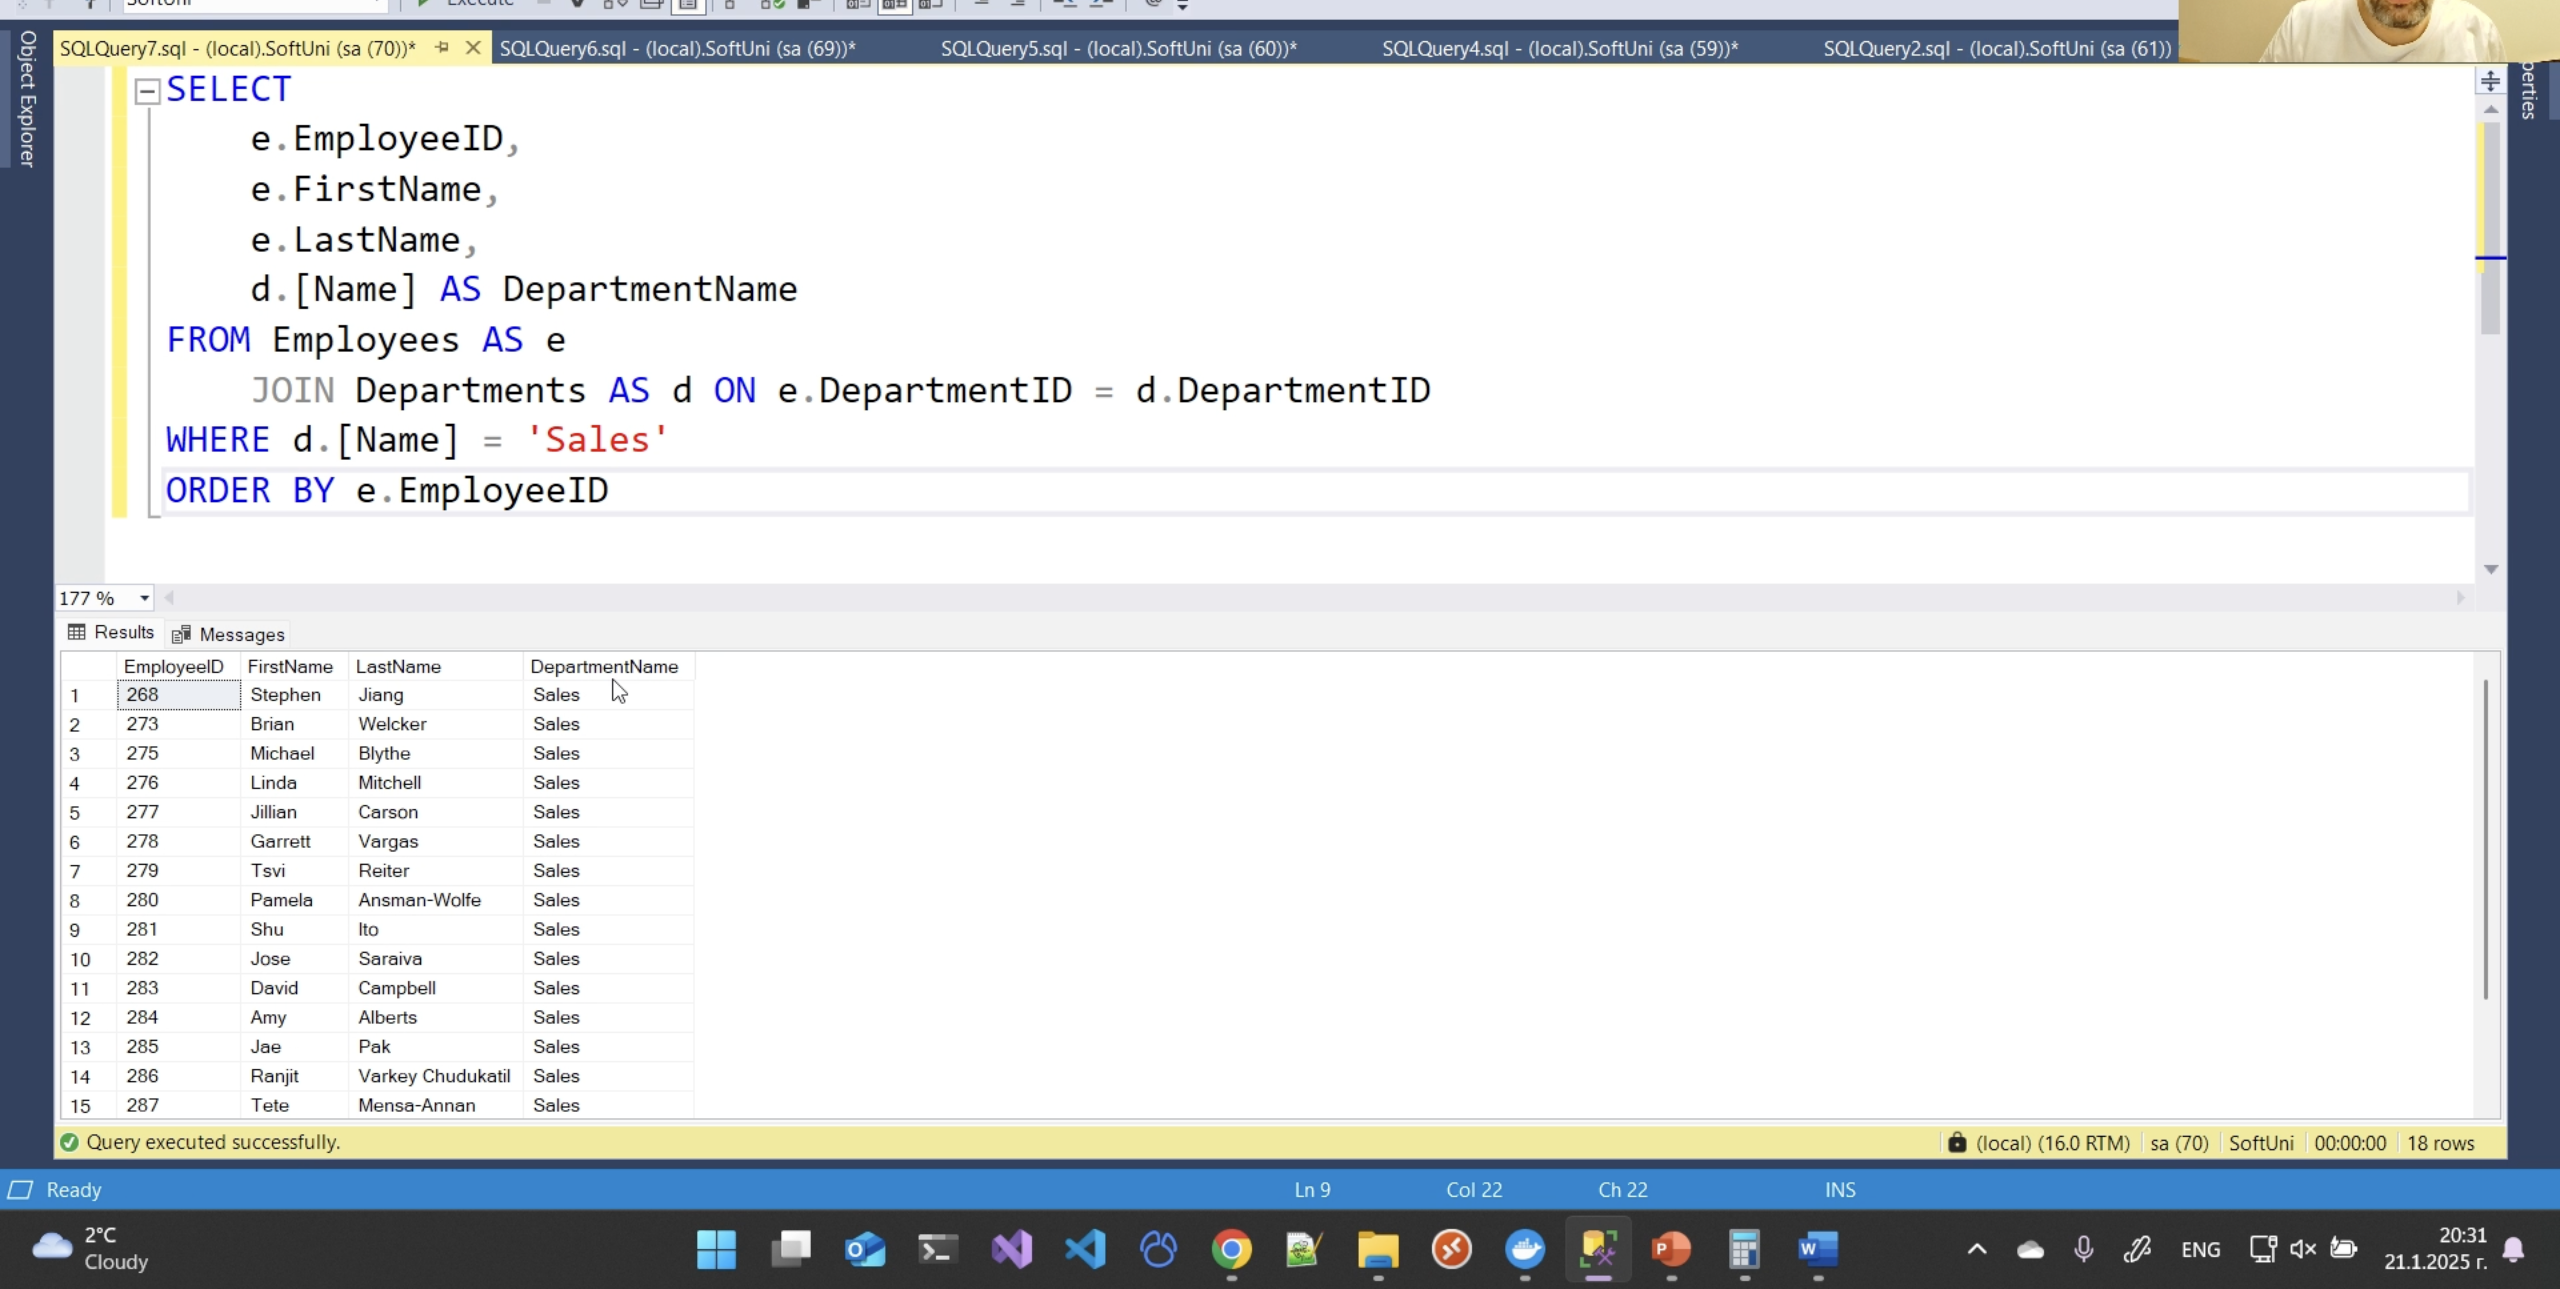 Execute
Object Explorer
SQLQuery7.sql - (local).SoftUni (sa (70))*
SQLQuery6.sql - (local).SoftUni (sa (69))*
SQLQuery5.sql - (local).SoftUni (sa (60))*
SQLQuery4.sql - (local).SoftUni (sa (59))*
SQLQuery2.sql - (local).SoftUni (sa (61))
SELECT
e.EmployeeID,
e.FirstName,
e.LastName,
d.[Name] AS DepartmentName
FROM Employees AS e
JOIN Departments AS d ON e.DepartmentID = d.DepartmentID
WHERE d.[Name] = 'Sales'
ORDER BY e.EmployeeID
177 %
Results Messages
EmployeeID FirstName LastName DepartmentName
1 268 Stephen Jiang Sales
2 273 Brian Welcker Sales
3 275 Michael Blythe Sales
4 276 Linda Mitchell Sales
5 277 Jillian Carson Sales
6 278 Garrett Vargas Sales
7 279 Tsvi Reiter Sales
8 280 Pamela Ansman-Wolfe Sales
9 281 Shu Ito Sales
10 282 Jose Saraiva Sales
11 283 David Campbell Sales
12 284 Amy Alberts Sales
13 285 Jae Pak Sales
14 286 Ranjit Varkey Chudukatil Sales
15 287 Tete Mensa-Annan Sales
Query executed successfully.
(local) (16.0 RTM) sa (70) SoftUni 00:00:00 18 rows
Ready
Ln 9 Col 22 Ch 22 INS
2°C
Cloudy
ENG
20:31
21.1.2025 г.